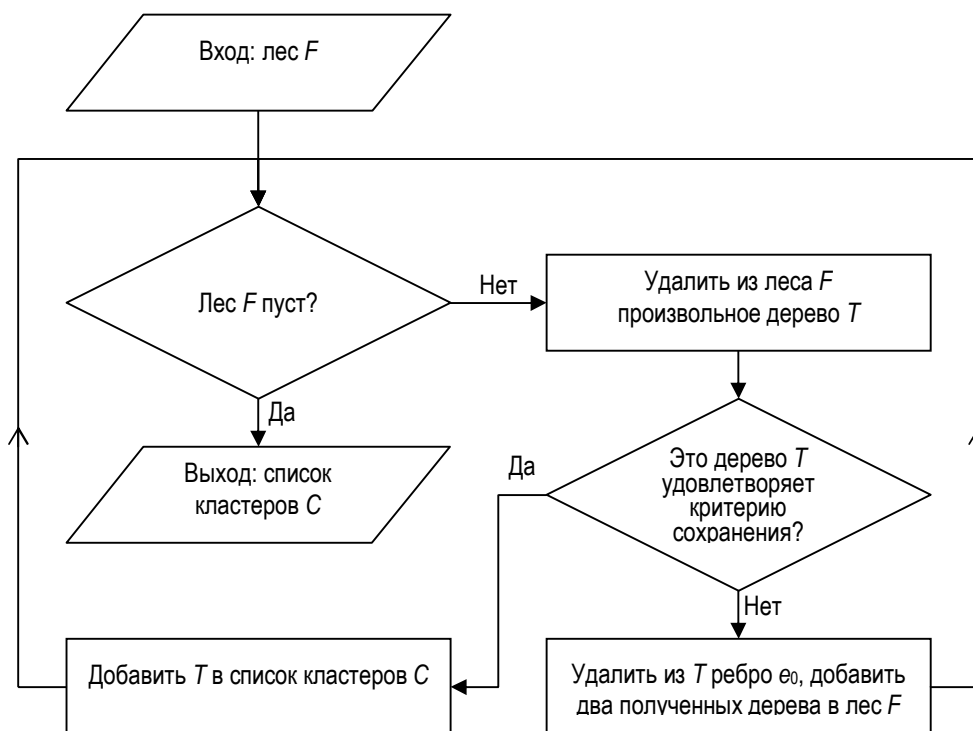 Вход: лес F
Лес F пуст?
Нет
Удалить из леса F
произвольное дерево T
Да
Выход: список
кластеров C
Это дерево T
удовлетворяет
критерию
сохранения?
Да
Нет
Добавить T в список кластеров C
Удалить из T ребро e0, добавить
два полученных дерева в лес F